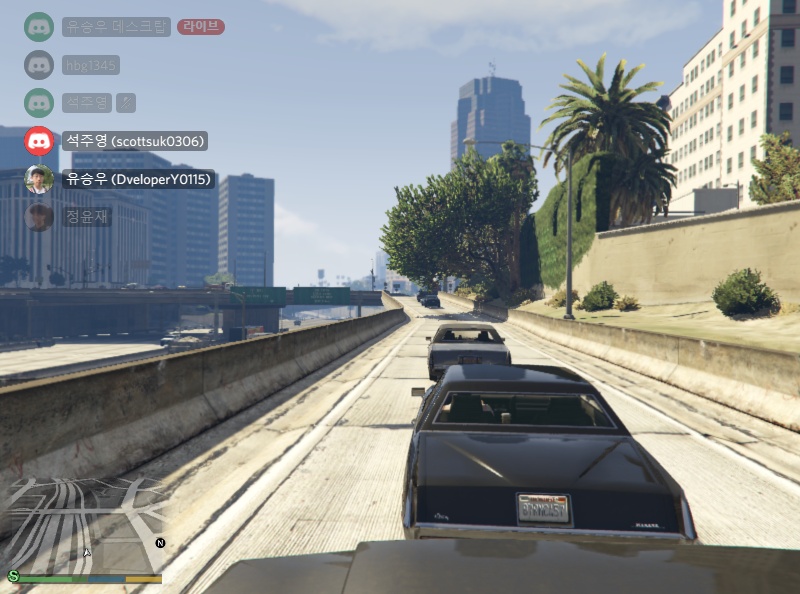 유승우 데스크탑 라이브
hbg1345
석주영
석주영 (scottsuk0306)
유승우 (DveloperY0115)
정윤재
N
S